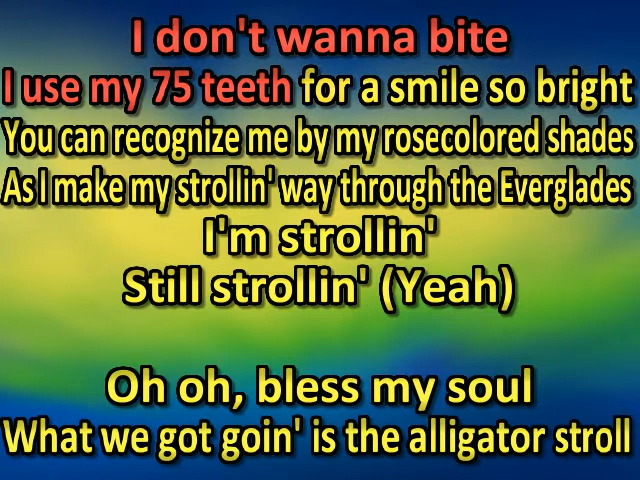 I don't wanna bite
I use my 75 teeth for a smile so bright
You can recognize me by my rosecolored shades
As I make my strollin' way through the Everglades
I'm strollin'
Still strollin' (Yeah)
Oh oh, bless my soul
What we got goin' is the alligator stroll